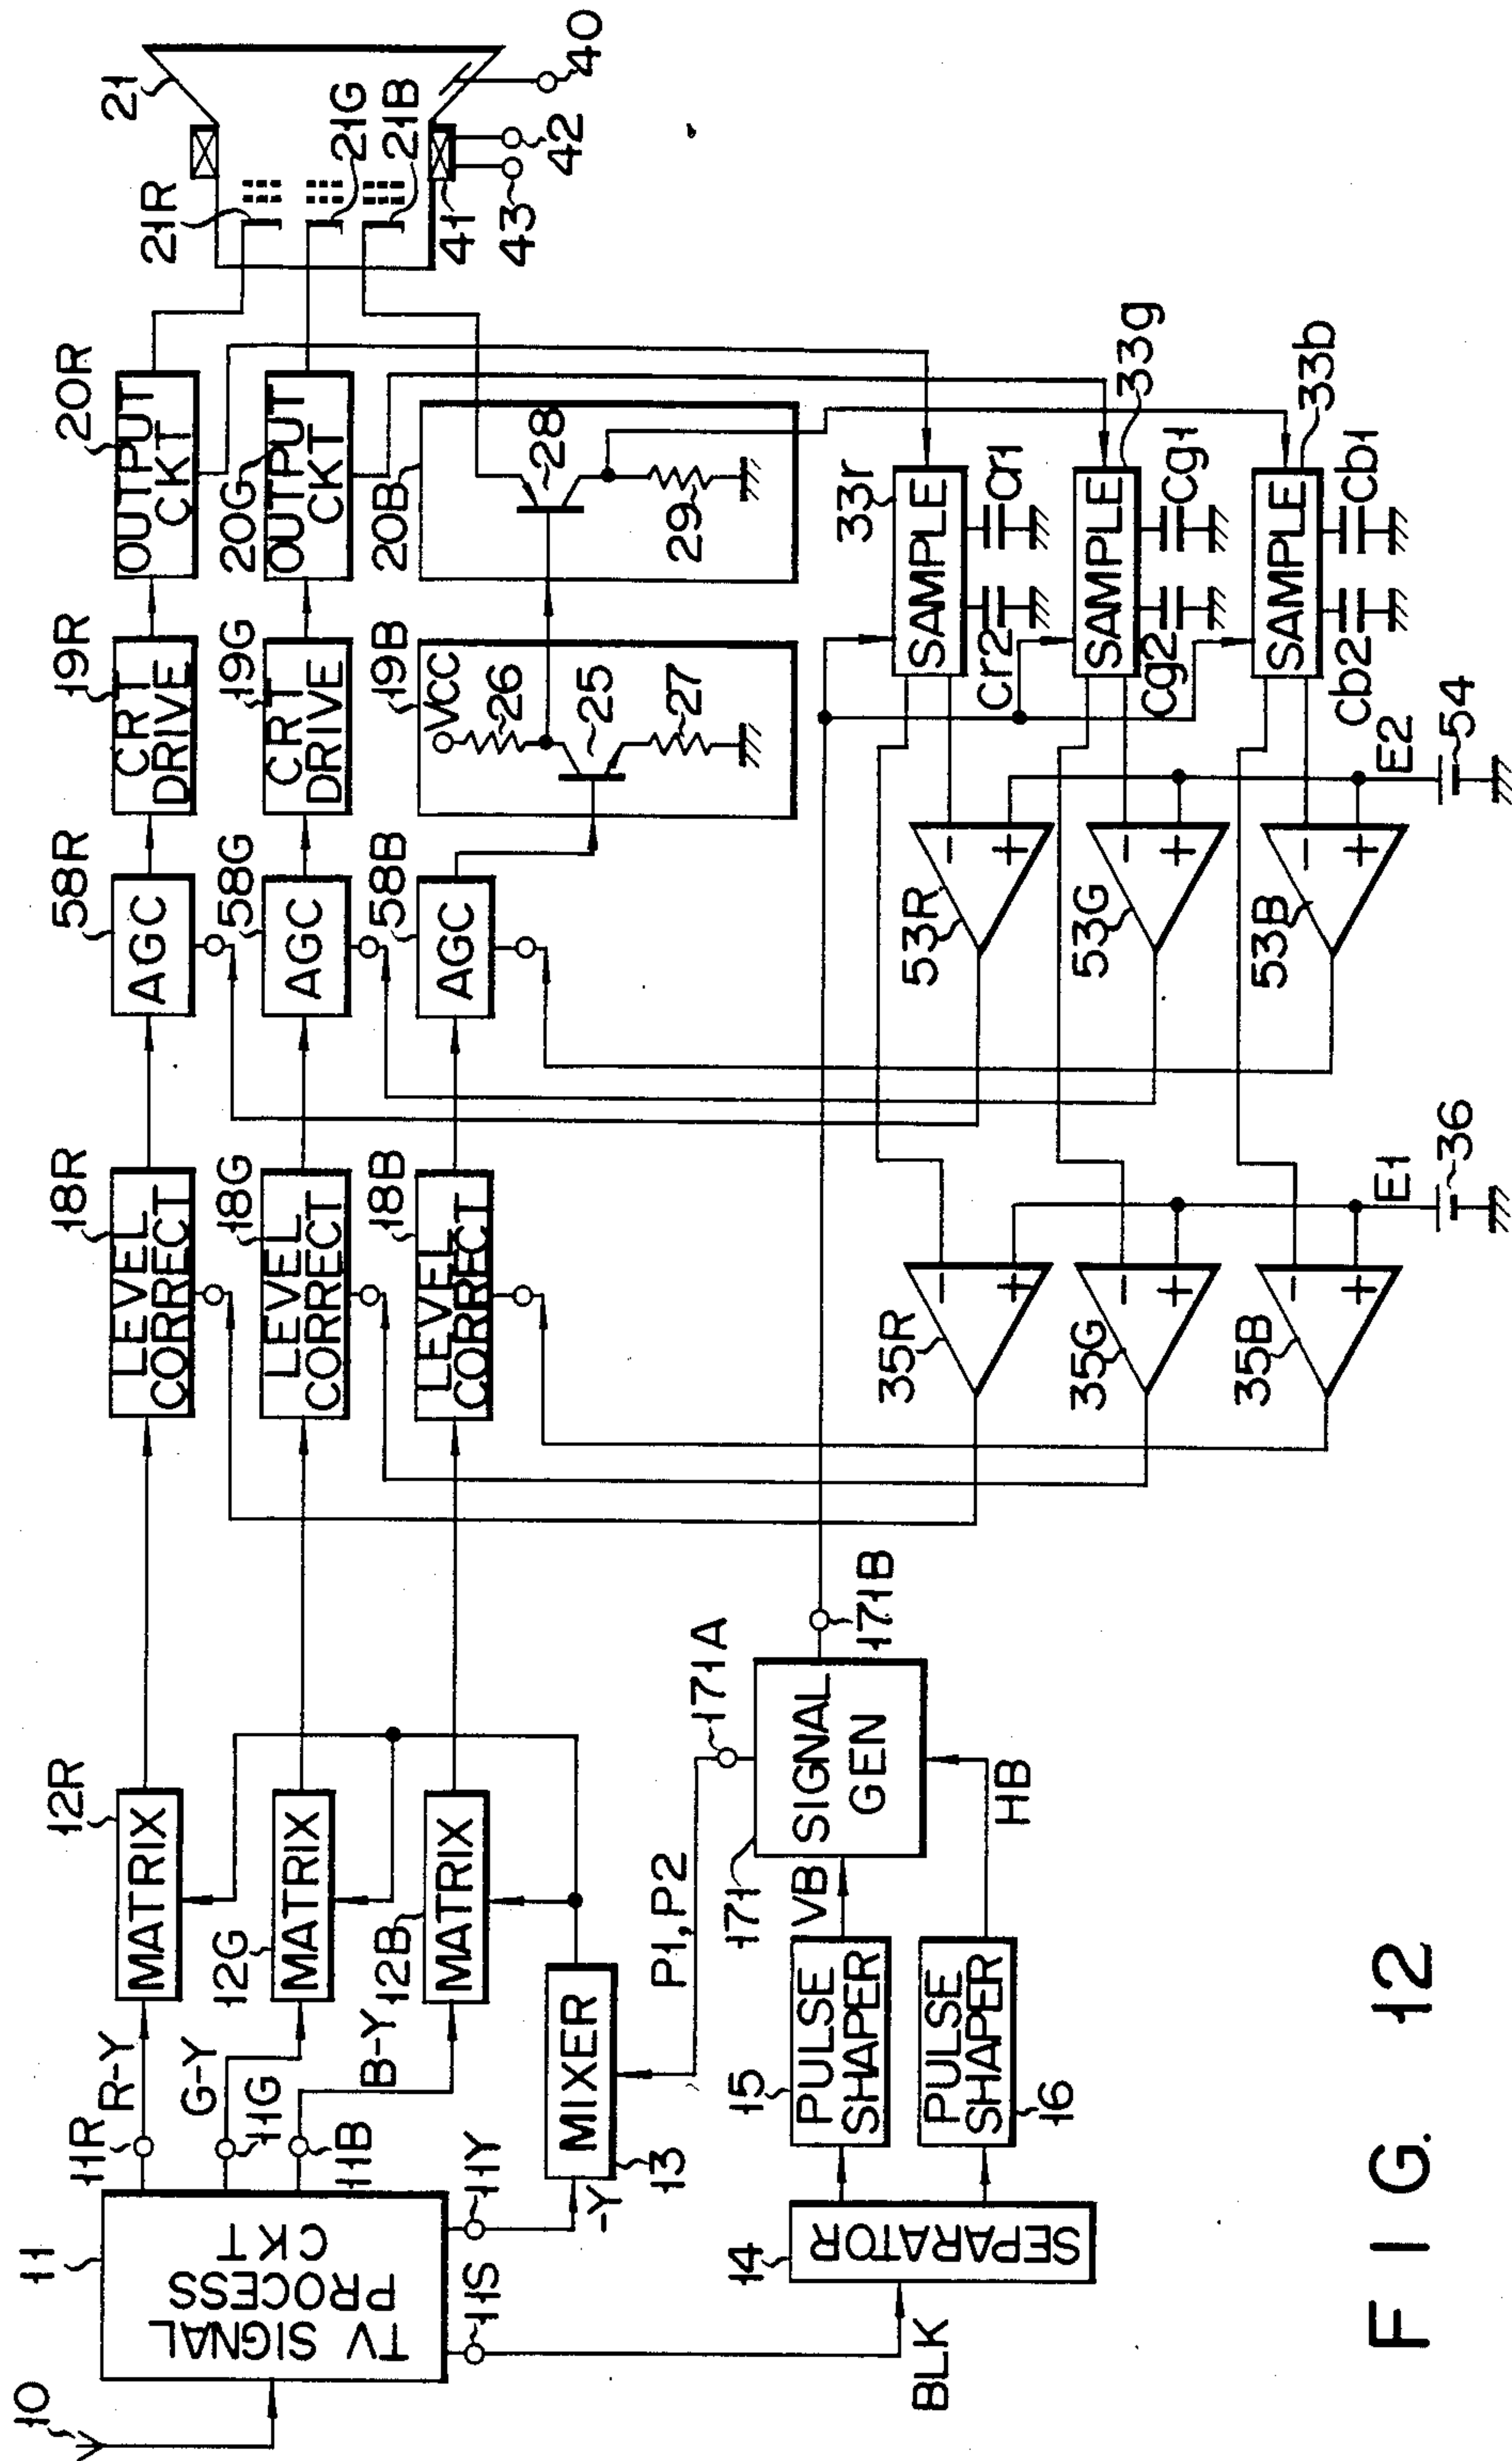 10
11
TV SIGNAL
PROCESS
CKT
11R
R-Y
G-Y
11G
11B
B-Y
11Y
-Y
11S
BLK
12R
MATRIX
12G
MATRIX
12B
MATRIX
MIXER
13
P1,P2
14
SEPARATOR
15
PULSE
SHAPER
VB
PULSE
SHAPER
16
HB
171
SIGNAL
GEN
171A
171B
18R
LEVEL
CORRECT
18G
LEVEL
CORRECT
18B
LEVEL
CORRECT
58R
AGC
58G
AGC
58B
AGC
19R
CRT
DRIVE
19G
CRT
DRIVE
19B
VCC
26
25
27
20R
OUTPUT
CKT
20G
OUTPUT
CKT
20B
28
29
21
21R
21G
21B
41
43
42
40
33r
SAMPLE
Cr2
Cr1
33g
SAMPLE
Cg2
Cg1
33b
SAMPLE
Cb2
Cb1
53R
-
+
53G
-
+
53B
-
+
E2
54
35R
-
+
35G
-
+
35B
-
+
E1
36
FIG. 12